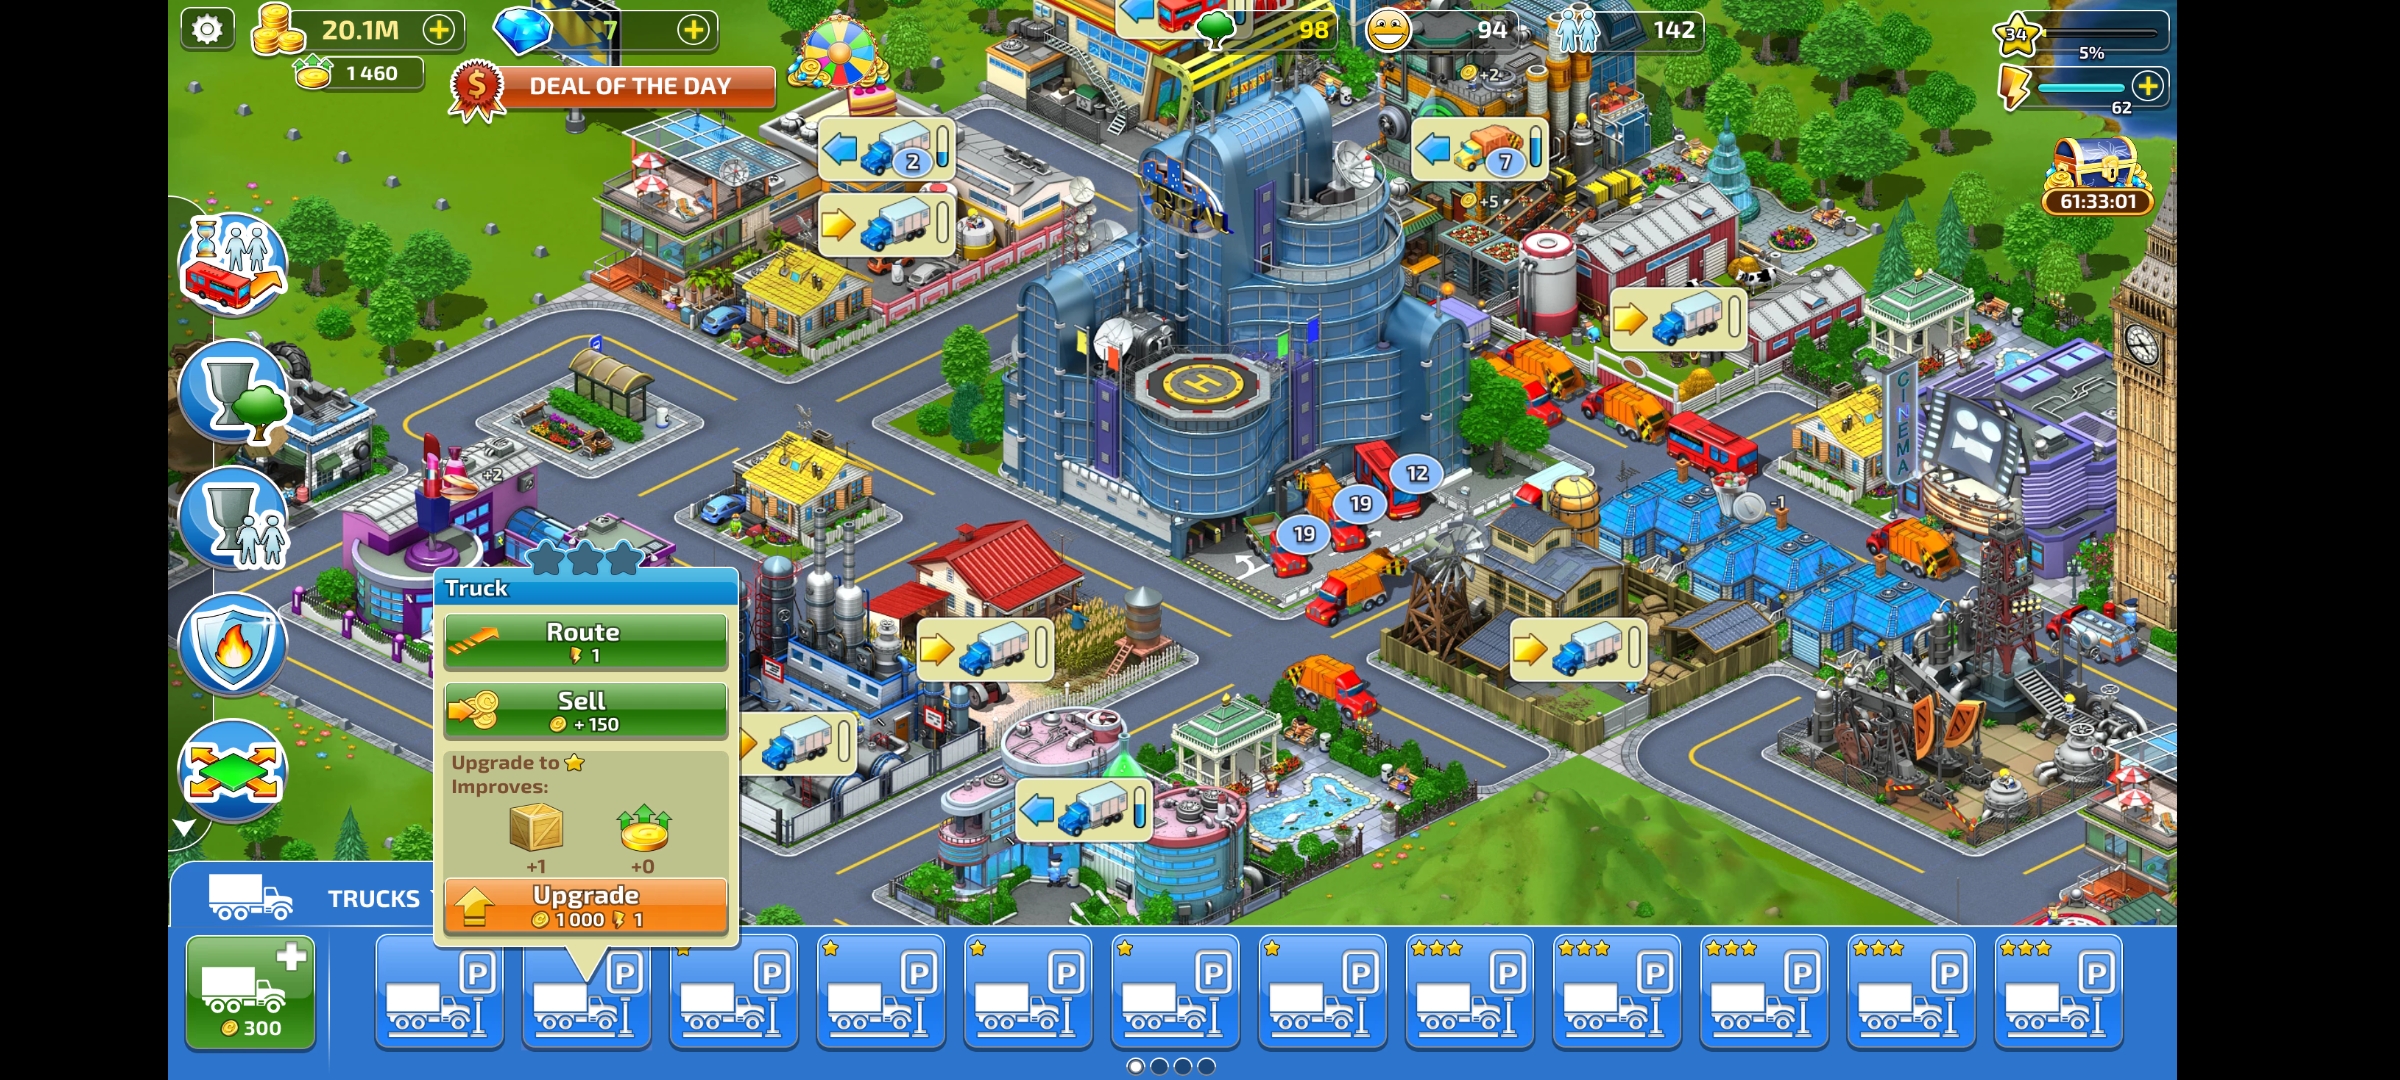 20.1M
7
98
94
142
34
5%
1 460
DEAL OF THE DAY
62
+2
2
7
61:33:01
+5
CINEMA
12
+2
19
-1
19
Truck
Route
1
Sell
+ 150
Upgrade to
Improves:
+1
+0
TRUCKS
Upgrade
1 000 1
P P P P P P P P P P P P
300
H